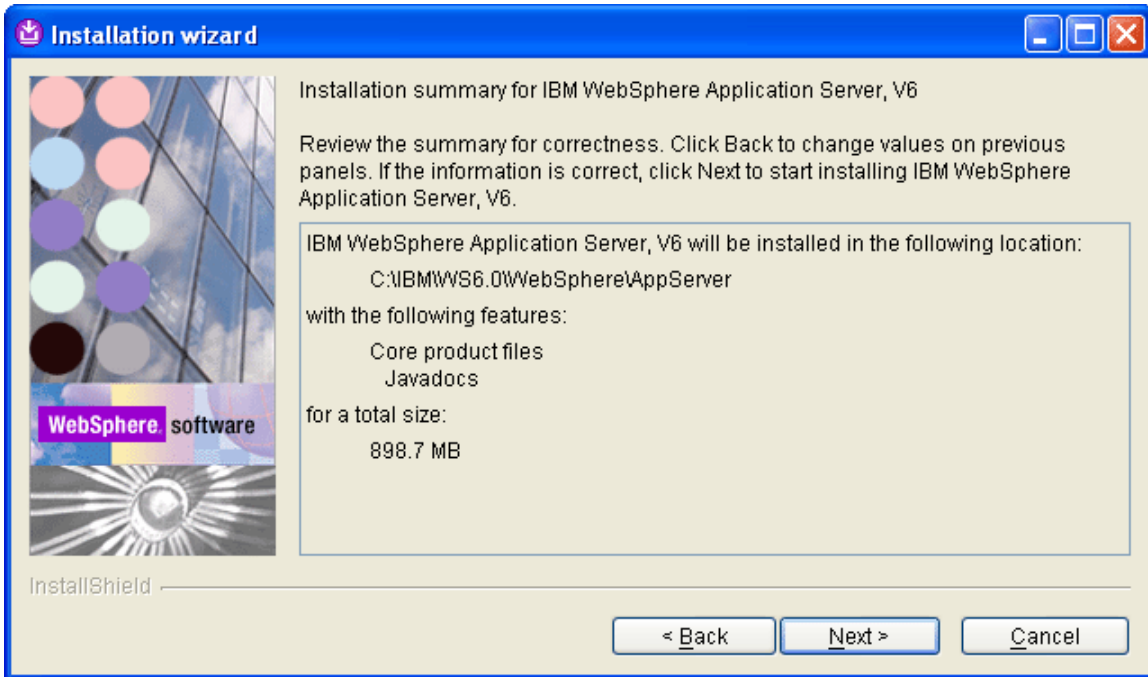 Installation wizard
Installation summary for IBM WebSphere Application Server, V6
Review the summary for correctness. Click Back to change values on previous
panels. If the information is correct, click Next to start installing IBM WebSphere
Application Server, V6.
IBM WebSphere Application Server, V6 will be installed in the following location:
C:\IBM\WS6.0\WebSphere\AppServer
with the following features:
Core product files
Javadocs
for a total size:
898.7 MB
WebSphere. software
InstallShield
< Back
Next >
Cancel